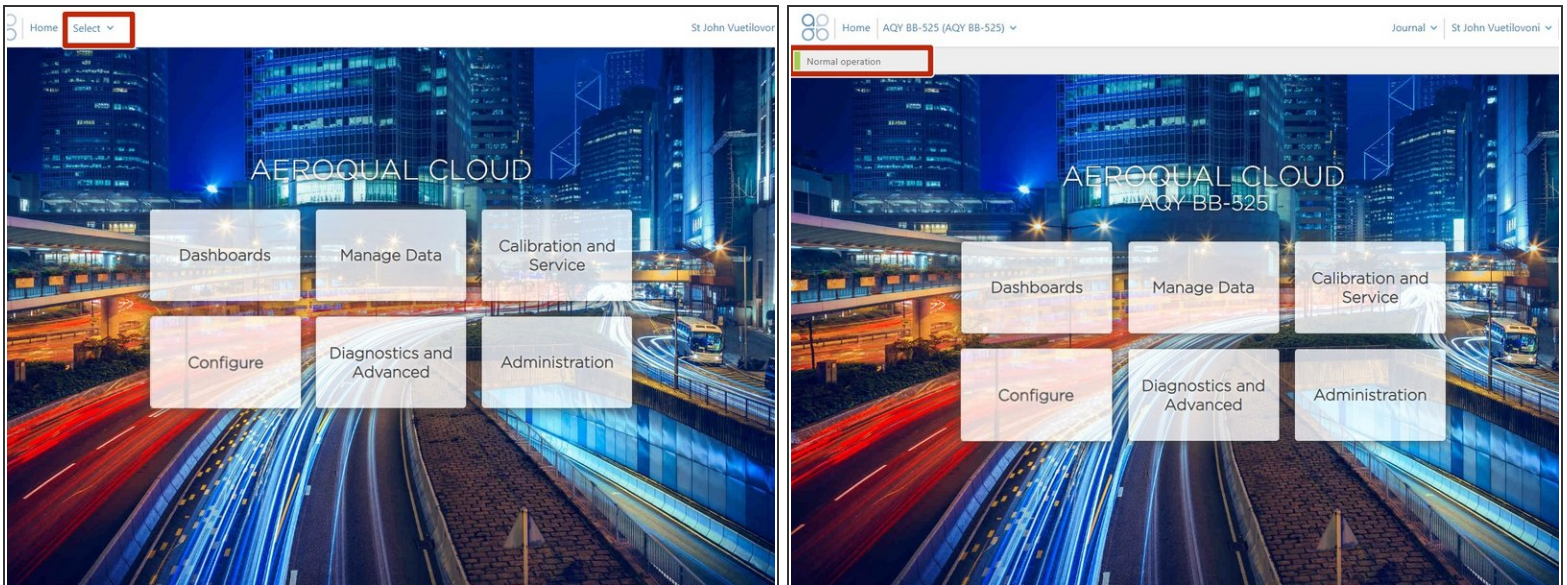 Home
Select
St John Vuetilovor
AEROQUAL CLOUD
Dashboards
Manage Data
Calibration and
Service
Configure
Diagnostics and
Advanced
Administration
Home
AQY BB-525 (AQY BB-525)
Journal
St John Vuetilovoni
Normal operation
AEROQUAL CLOUD
AQY BB-525
Dashboards
Manage Data
Calibration and
Service
Configure
Diagnostics and
Advanced
Administration